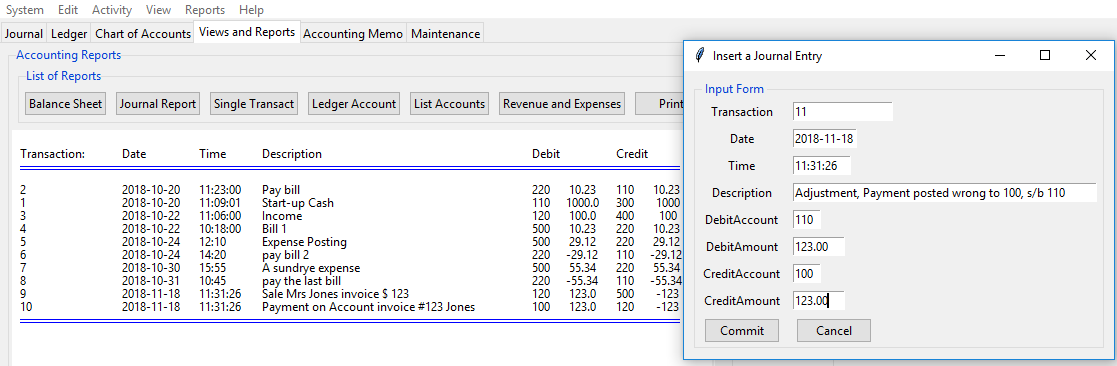 System Edit Activity View Reports Help
Journal Ledger Chart of Accounts Views and Reports Accounting Memo Maintenance
Accounting Reports
List of Reports
Balance Sheet Journal Report Single Transact Ledger Account List Accounts Revenue and Expenses Print
Transaction: Date Time Description Debit Credit
2 2018-10-20 11:23:00 Pay bill 220 10.23 110 10.23
1 2018-10-20 11:09:01 Start-up Cash 110 1000.0 300 1000
3 2018-10-22 11:06:00 Income 120 100.0 400 100
4 2018-10-22 10:18:00 Bill 1 500 10.23 220 10.23
5 2018-10-24 12:10 Expense Posting 500 29.12 220 29.12
6 2018-10-24 14:20 pay bill 2 220 -29.12 110 -29.12
7 2018-10-30 15:55 A sundrye expense 500 55.34 220 55.34
8 2018-10-31 10:45 pay the last bill 220 -55.34 110 -55.34
9 2018-11-18 11:31:26 Sale Mrs Jones invoice $ 123 120 123.0 500 -123
10 2018-11-18 11:31:26 Payment on Account invoice #123 Jones 100 123.0 120 -123
Insert a Journal Entry
Input Form
Transaction 11
Date 2018-11-18
Time 11:31:26
Description Adjustment, Payment posted wrong to 100, s/b 110
DebitAccount 110
DebitAmount 123.00
CreditAccount 100
CreditAmount 123.00
Commit Cancel